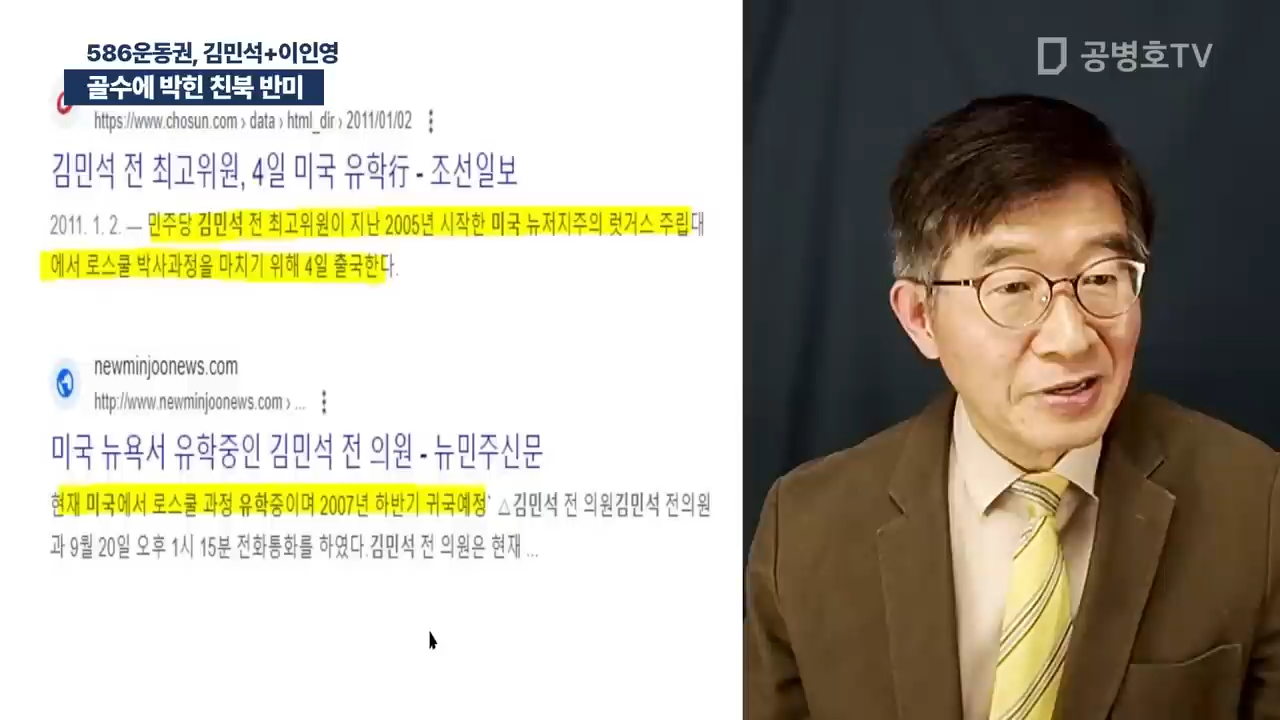 586운동권, 김민석+이인영
골수에 박힌 친북 반미
공병호TV
https://www.chosun.com › data › html_dir › 2011/01/02
김민석 전 최고위원, 4일 미국 유학行 - 조선일보
2011. 1. 2. — 민주당 김민석 전 최고위원이 지난 2005년 시작한 미국 뉴저지주의 럿거스 주립대
에서 로스쿨 박사과정을 마치기 위해 4일 출국한다.
newminjoonews.com
http://www.newminjoonews.com › ...
미국 뉴욕서 유학중인 김민석 전 의원 - 뉴민주신문
현재 미국에서 로스쿨 과정 유학중이며 2007년 하반기 귀국예정` △김민석 전 의원김민석 전의원
과 9월 20일 오후 1시 15분 전화통화를 하였다.김민석 전 의원은 현재 ...